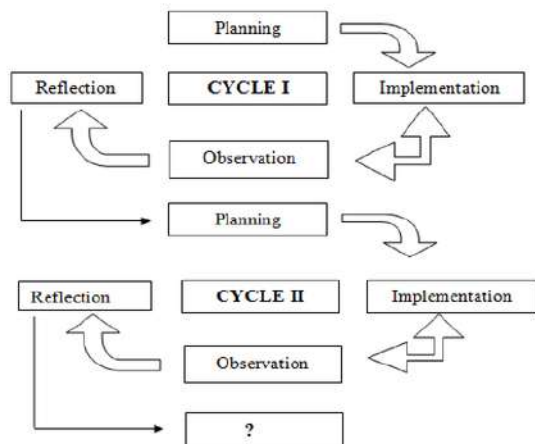 Planning
Reflection
CYCLE I
Implementation
Observation
Planning
Reflection
CYCLE II
Implementation
Observation
?